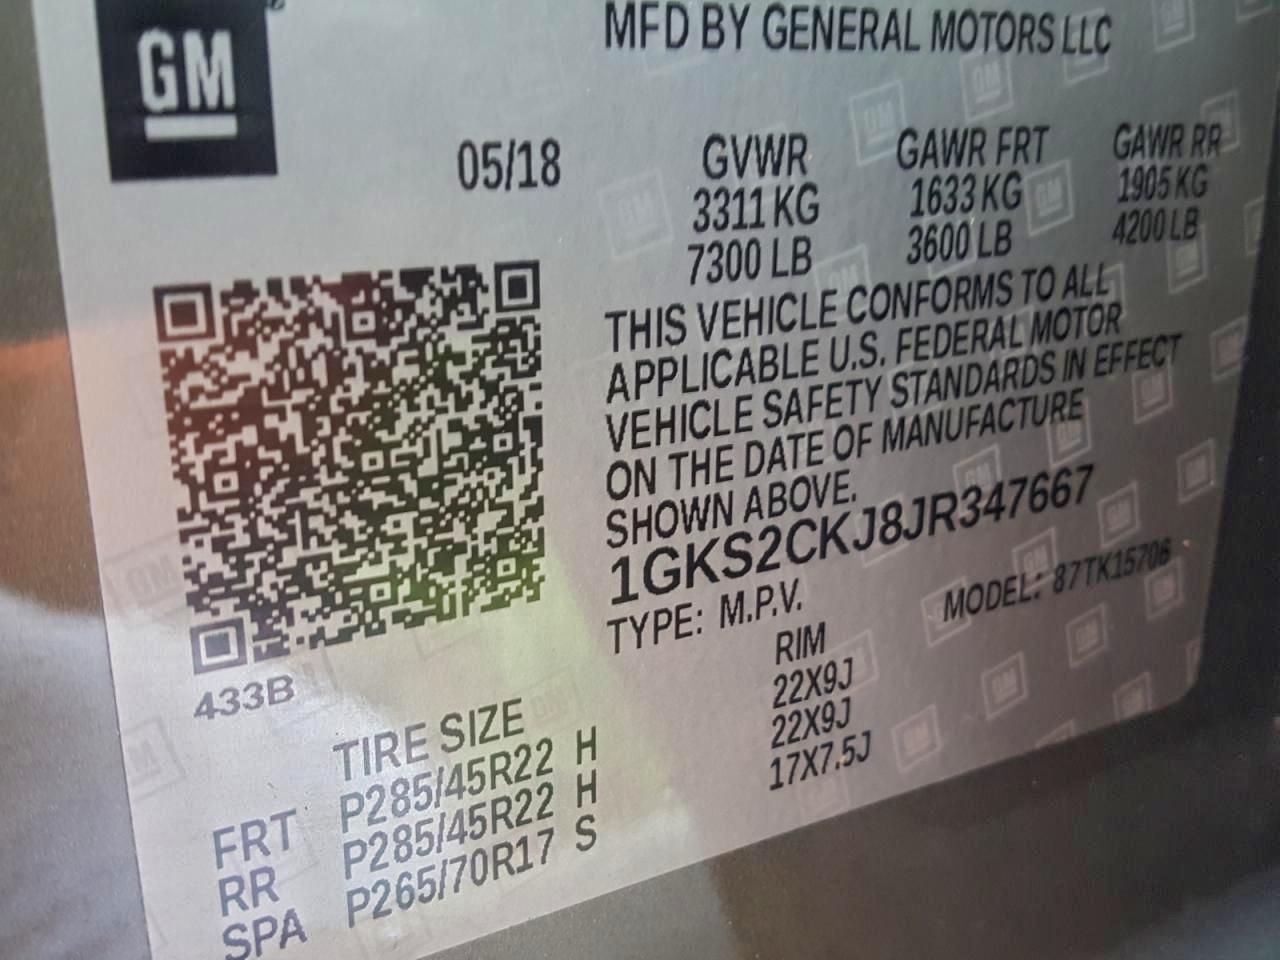 GM
MFD BY GENERAL MOTORS LLC
05/18
GVWR GAWR FRT GAWR RR
3311 KG 1633 KG 1905 KG
7300 LB 3600 LB 4200 LB
THIS VEHICLE CONFORMS TO ALL
APPLICABLE U.S. FEDERAL MOTOR
VEHICLE SAFETY STANDARDS IN EFFECT
ON THE DATE OF MANUFACTURE
SHOWN ABOVE.
1GKS2CKJ8JR347667
TYPE: M.P.V. MODEL: 87TK15706
433B
TIRE SIZE RIM
FRT P285/45R22 H 22X9J
RR P285/45R22 H 22X9J
SPA P265/70R17 S 17X7.5J